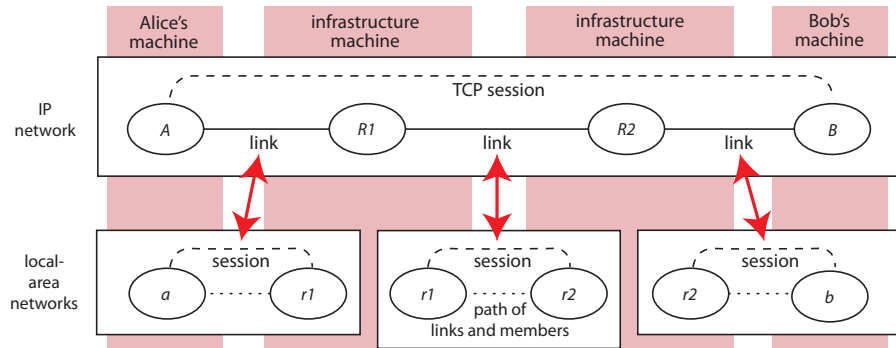 Alice's
machine
infrastructure
machine
infrastructure
machine
Bob's
machine
IP
network
TCP session
A
R1
R2
B
link
link
link
local-
area
networks
session
a
r1
session
r1
r2
path of
links and members
session
r2
b